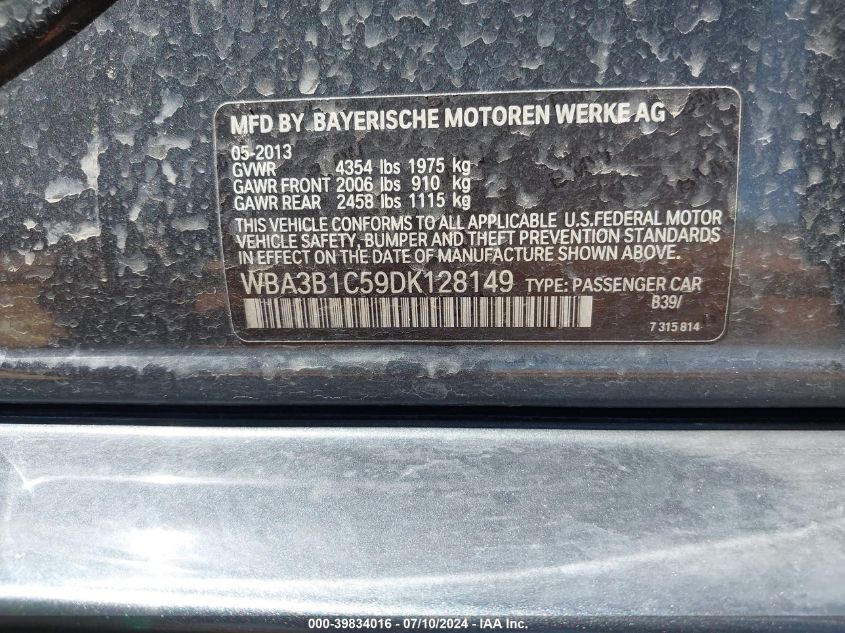 MFD BY BAYERISCHE MOTOREN WERKE AG
05-2013
GVWR 4354 lbs 1975 kg
GAWR FRONT 2006 lbs 910 kg
GAWR REAR 2458 lbs 1115 kg
THIS VEHICLE CONFORMS TO ALL APPLICABLE U.S.FEDERAL MOTOR
VEHICLE SAFETY, BUMPER AND THEFT PREVENTION STANDARDS
IN EFFECT ON THE DATE OF MANUFACTURE SHOWN ABOVE.
WBA3B1C59DK128149 TYPE: PASSENGER CAR
B39/
7 315 814
000-39834016 - 07/10/2024 - IAA Inc.